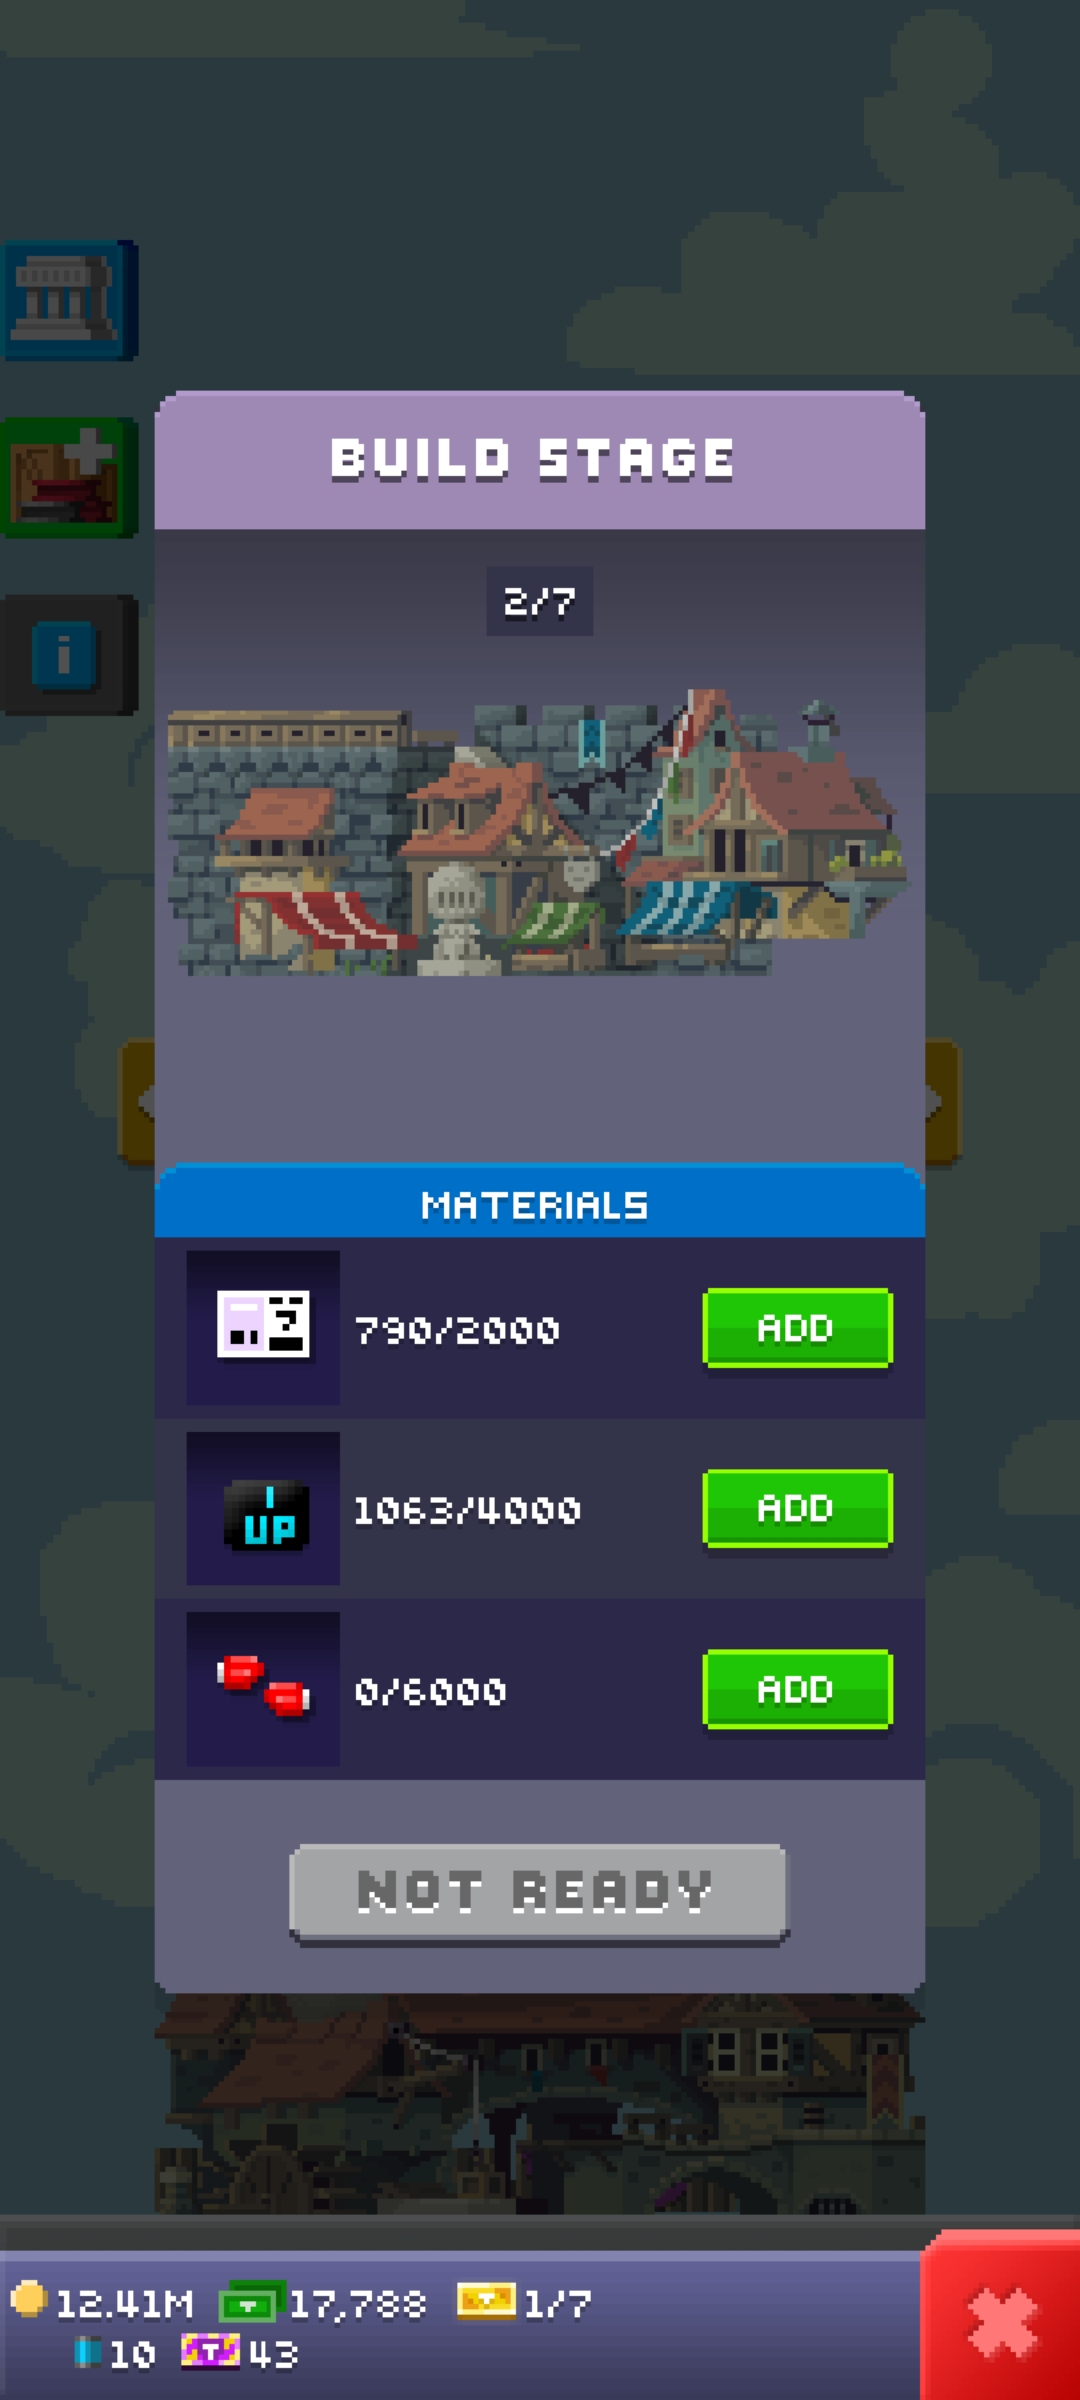 i
BUILD STAGE
2/7
MATERIALS
790/2000
ADD
1 UP
1063/4000
ADD
0/6000
ADD
NOT READY
12.41M 17,788 1/7
10 T 43